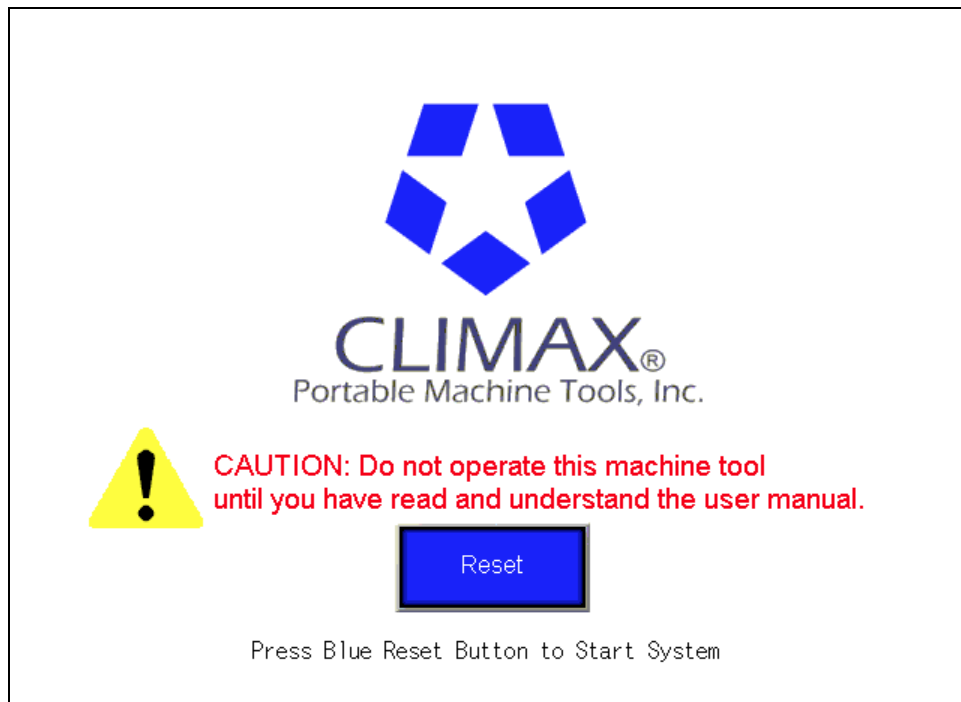 CLIMAX®
Portable Machine Tools, Inc.
CAUTION: Do not operate this machine tool
until you have read and understand the user manual.
Reset
Press Blue Reset Button to Start System